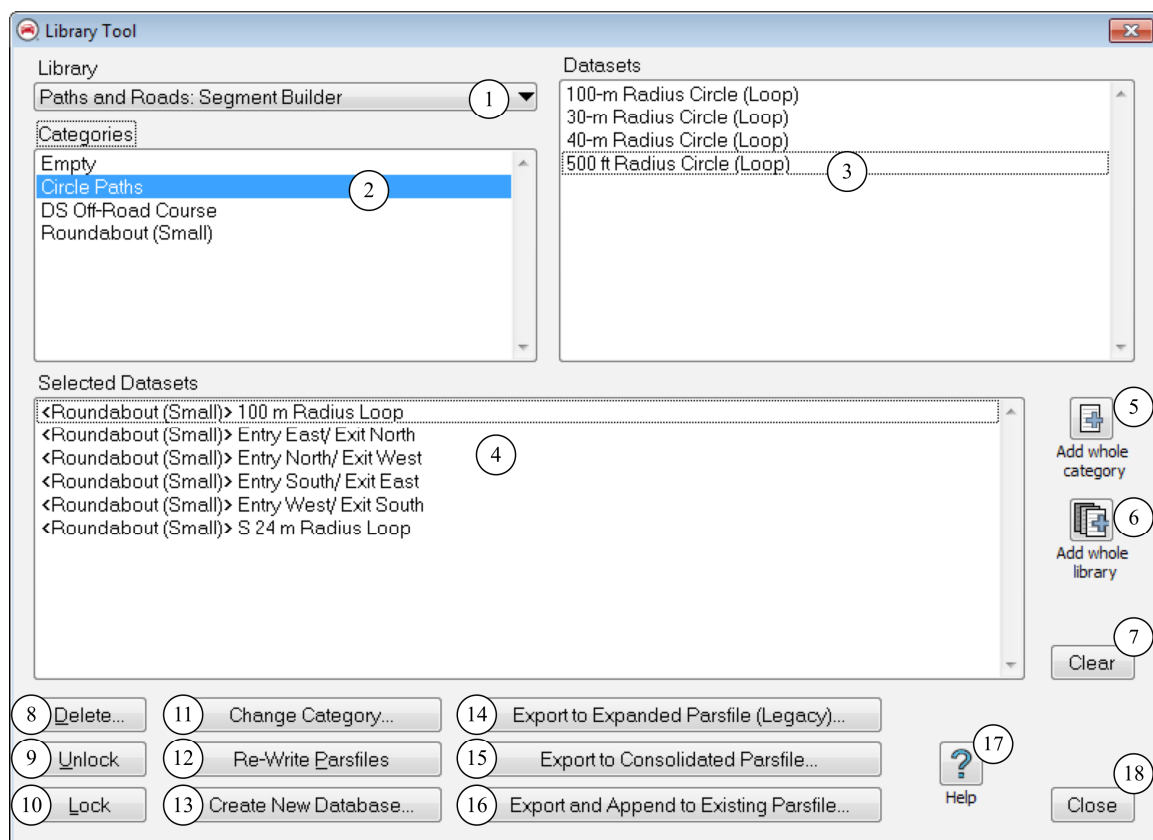 Library Tool
Library
Paths and Roads: Segment Builder
1
Categories
Empty
Circle Paths
2
DS Off-Road Course
Roundabout (Small)
Datasets
100-m Radius Circle (Loop)
30-m Radius Circle (Loop)
40-m Radius Circle (Loop)
500 ft Radius Circle (Loop)
3
Selected Datasets
<Roundabout (Small)> 100 m Radius Loop
<Roundabout (Small)> Entry East/ Exit North
<Roundabout (Small)> Entry North/ Exit West
4
<Roundabout (Small)> Entry South/ Exit East
<Roundabout (Small)> Entry West/ Exit South
<Roundabout (Small)> S 24 m Radius Loop
5
Add whole
category
6
Add whole
library
7
Clear
8 Delete...
11 Change Category...
14 Export to Expanded Parsfile (Legacy)...
9 Unlock
12 Re-Write Parsfiles
15 Export to Consolidated Parsfile...
10 Lock
13 Create New Database...
16 Export and Append to Existing Parsfile...
17
?
Help
18
Close